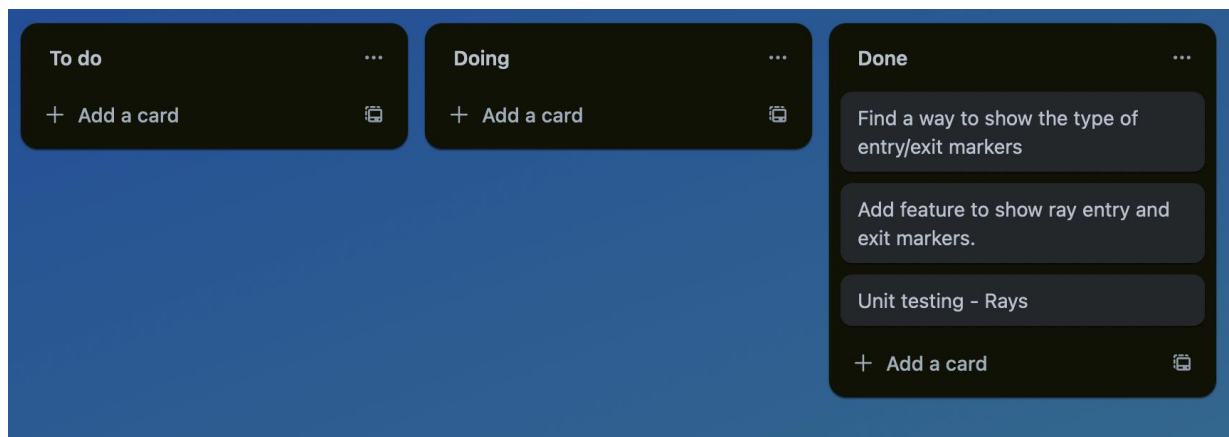 To do
Add a card
Doing
Add a card
Done
Find a way to show the type of
entry/exit markers
Add feature to show ray entry and
exit markers.
Unit testing - Rays
Add a card